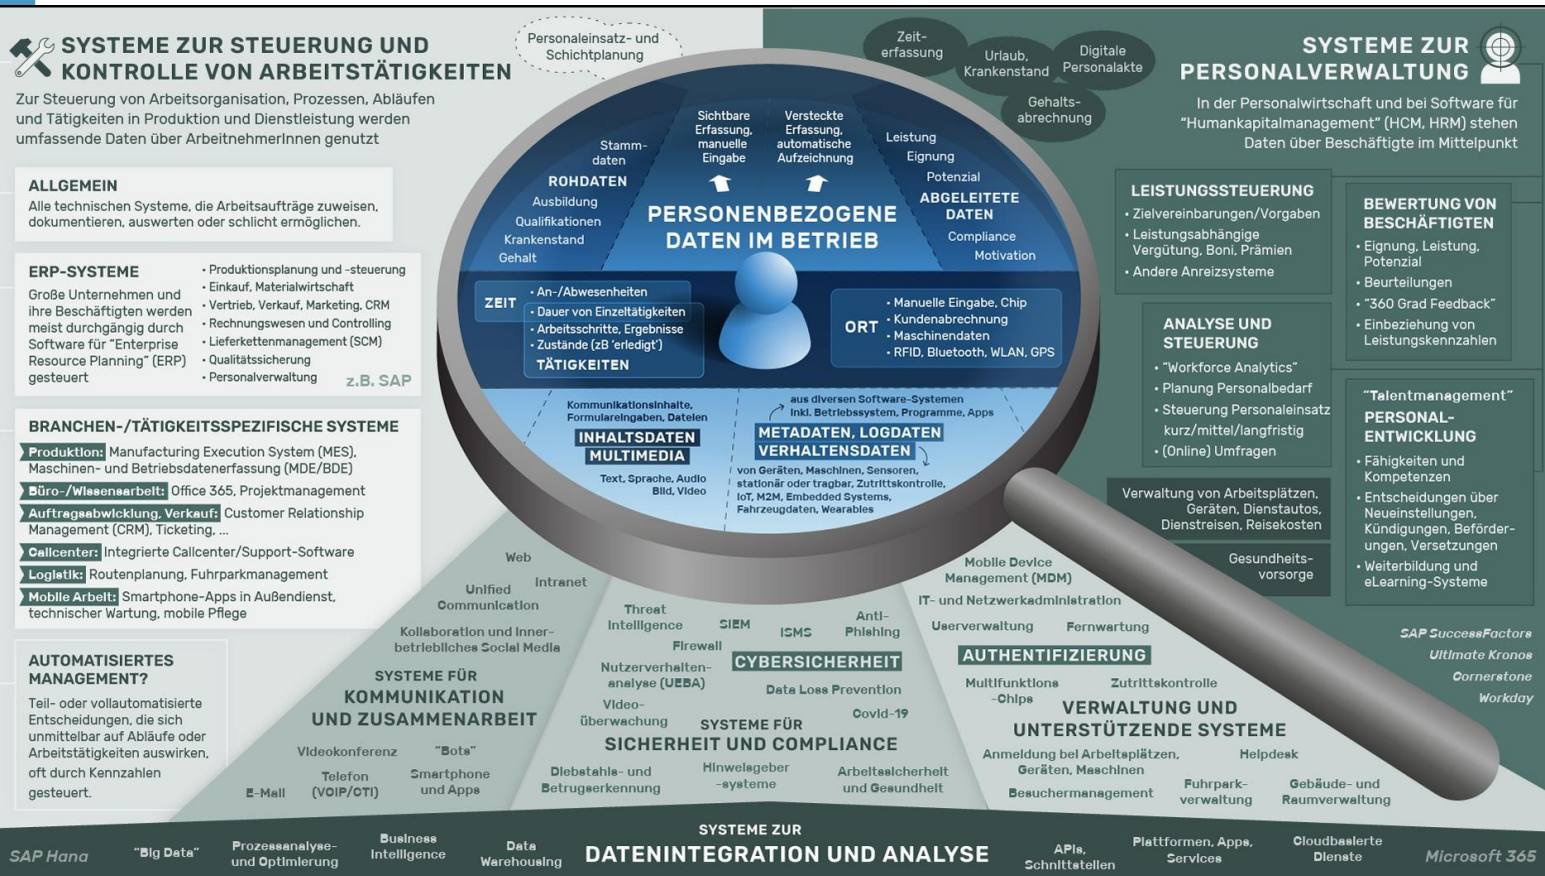 SYSTEME ZUR STEUERUNG UND
KONTROLLE VON ARBEITSTÄTIGKEITEN
Zur Steuerung von Arbeitsorganisation, Prozessen, Abläufen
und Tätigkeiten in Produktion und Dienstleistung werden
umfassende Daten über ArbeitnehmerInnen genutzt
ALLGEMEIN
Alle technischen Systeme, die Arbeitsaufträge zuweisen,
dokumentieren, auswerten oder schlicht ermöglichen.
ERP-SYSTEME
Große Unternehmen und
ihre Beschäftigten werden
meist durchgängig durch
Software für "Enterprise
Resource Planning" (ERP)
gesteuert
• Produktionsplanung und -steuerung
• Einkauf, Materialwirtschaft
• Vertrieb, Verkauf, Marketing, CRM
• Rechnungswesen und Controlling
• Lieferkettenmanagement (SCM)
• Qualitätssicherung
• Personalverwaltung
z.B. SAP
BRANCHEN-/TÄTIGKEITSSPEZIFISCHE SYSTEME
Produktion: Manufacturing Execution System (MES),
Maschinen- und Betriebsdatenerfassung (MDE/BDE)
Büro-/Wissensarbeit: Office 365, Projektmanagement
Auftragsabwicklung, Verkauf: Customer Relationship
Management (CRM), Ticketing, ...
Callcenter: Integrierte Callcenter/Support-Software
Logistik: Routenplanung, Fuhrparkmanagement
Mobile Arbeit: Smartphone-Apps in Außendienst,
technischer Wartung, mobile Pflege
AUTOMATISIERTES
MANAGEMENT?
Teil- oder vollautomatisierte
Entscheidungen, die sich
unmittelbar auf Abläufe oder
Arbeitstätigkeiten auswirken,
oft durch Kennzahlen
gesteuert.
Personaleinsatz- und
Schichtplanung
Zeit-
erfassung
Urlaub,
Krankenstand
Digitale
Personalakte
Gehalts-
abrechnung
SYSTEME ZUR
PERSONALVERWALTUNG
In der Personalwirtschaft und bei Software für
"Humankapitalmanagement" (HCM, HRM) stehen
Daten über Beschäftigte im Mittelpunkt
LEISTUNGSSTEUERUNG
• Zielvereinbarungen/Vorgaben
• Leistungsabhängige
Vergütung, Boni, Prämien
• Andere Anreizsysteme
BEWERTUNG VON
BESCHÄFTIGTEN
• Eignung, Leistung,
Potenzial
• Beurteilungen
• "360 Grad Feedback"
• Einbeziehung von
Leistungskennzahlen
ANALYSE UND
STEUERUNG
• "Workforce Analytics"
• Planung Personalbedarf
• Steuerung Personaleinsatz
kurz/mittel/langfristig
• (Online) Umfragen
"Talentmanagement"
PERSONAL-
ENTWICKLUNG
• Fähigkeiten und
Kompetenzen
• Entscheidungen über
Neueinstellungen,
Kündigungen, Beförder-
ungen, Versetzungen
• Weiterbildung und
eLearning-Systeme
Verwaltung von Arbeitsplätzen,
Geräten, Dienstautos,
Dienstreisen, Reisekosten
Gesundheits-
vorsorge
SAP SuccessFactors
Ultimate Kronos
Cornerstone
Workday
Stamm-
daten
ROHDATEN
Ausbildung
Qualifikationen
Krankenstand
Gehalt
Sichtbare
Erfassung,
manuelle
Eingabe
Versteckte
Erfassung,
automatische
Aufzeichnung
PERSONENBEZOGENE
DATEN IM BETRIEB
Leistung
Eignung
Potenzial
ABGELEITETE
DATEN
Compliance
Motivation
ZEIT
• An-/Abwesenheiten
• Dauer von Einzeltätigkeiten
• Arbeitsschritte, Ergebnisse
• Zustände (zB 'erledigt')
TÄTIGKEITEN
ORT
• Manuelle Eingabe, Chip
• Kundenabrechnung
• Maschinendaten
• RFID, Bluetooth, WLAN, GPS
Kommunikationsinhalte,
Formulareingaben, Dateien
INHALTSDATEN
MULTIMEDIA
Text, Sprache, Audio
Bild, Video
aus diversen Software-Systemen
inkl. Betriebssystem, Programme, Apps
METADATEN, LOGDATEN
VERHALTENSDATEN
von Geräten, Maschinen, Sensoren,
stationär oder tragbar, Zutrittskontrolle,
IoT, M2M, Embedded Systems,
Fahrzeugdaten, Wearables
Web
Intranet
Unified
Communication
Kollaboration und Inner-
betriebliches Social Media
SYSTEME FÜR
KOMMUNIKATION
UND ZUSAMMENARBEIT
Videokonferenz
"Bots"
E-Mail
Telefon
(VOIP/CTI)
Smartphone
und Apps
Threat
Intelligence
SIEM
ISMS
Anti-
Phishing
Firewall
CYBERSICHERHEIT
Nutzerverhalten-
analyse (UEBA)
Data Loss Prevention
Video-
überwachung
Covid-19
SYSTEME FÜR
SICHERHEIT UND COMPLIANCE
Diebstahls- und
Betrugserkennung
Hinweisgeber
-systeme
Arbeitssicherheit
und Gesundheit
Mobile Device
Management (MDM)
IT- und Netzwerkadministration
Userverwaltung
Fernwartung
AUTHENTIFIZIERUNG
Multifunktions
-Chips
Zutrittskontrolle
VERWALTUNG UND
UNTERSTÜTZENDE SYSTEME
Anmeldung bei Arbeitsplätzen,
Geräten, Maschinen
Helpdesk
Besuchermanagement
Fuhrpark-
verwaltung
Gebäude- und
Raumverwaltung
SAP Hana
"Big Data"
Prozessanalyse-
und Optimierung
Business
Intelligence
Data
Warehousing
SYSTEME ZUR
DATENINTEGRATION UND ANALYSE
APIs,
Schnittstellen
Plattformen, Apps,
Services
Cloudbasierte
Dienste
Microsoft 365